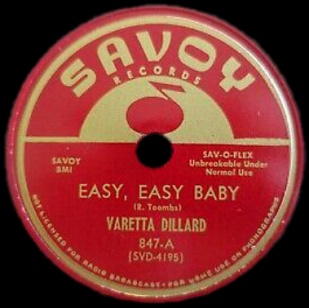 SAVOY
RECORDS
SAVOY
BMI
SAV-O-FLEX
Unbreakable Under
Normal Use
EASY, EASY BABY
(R. Toombs)
VARETTA DILLARD
847-A
(SVD-4195)
NOT LICENSED FOR RADIO BROADCAST • FOR HOME USE ON PHONOGRAPHS